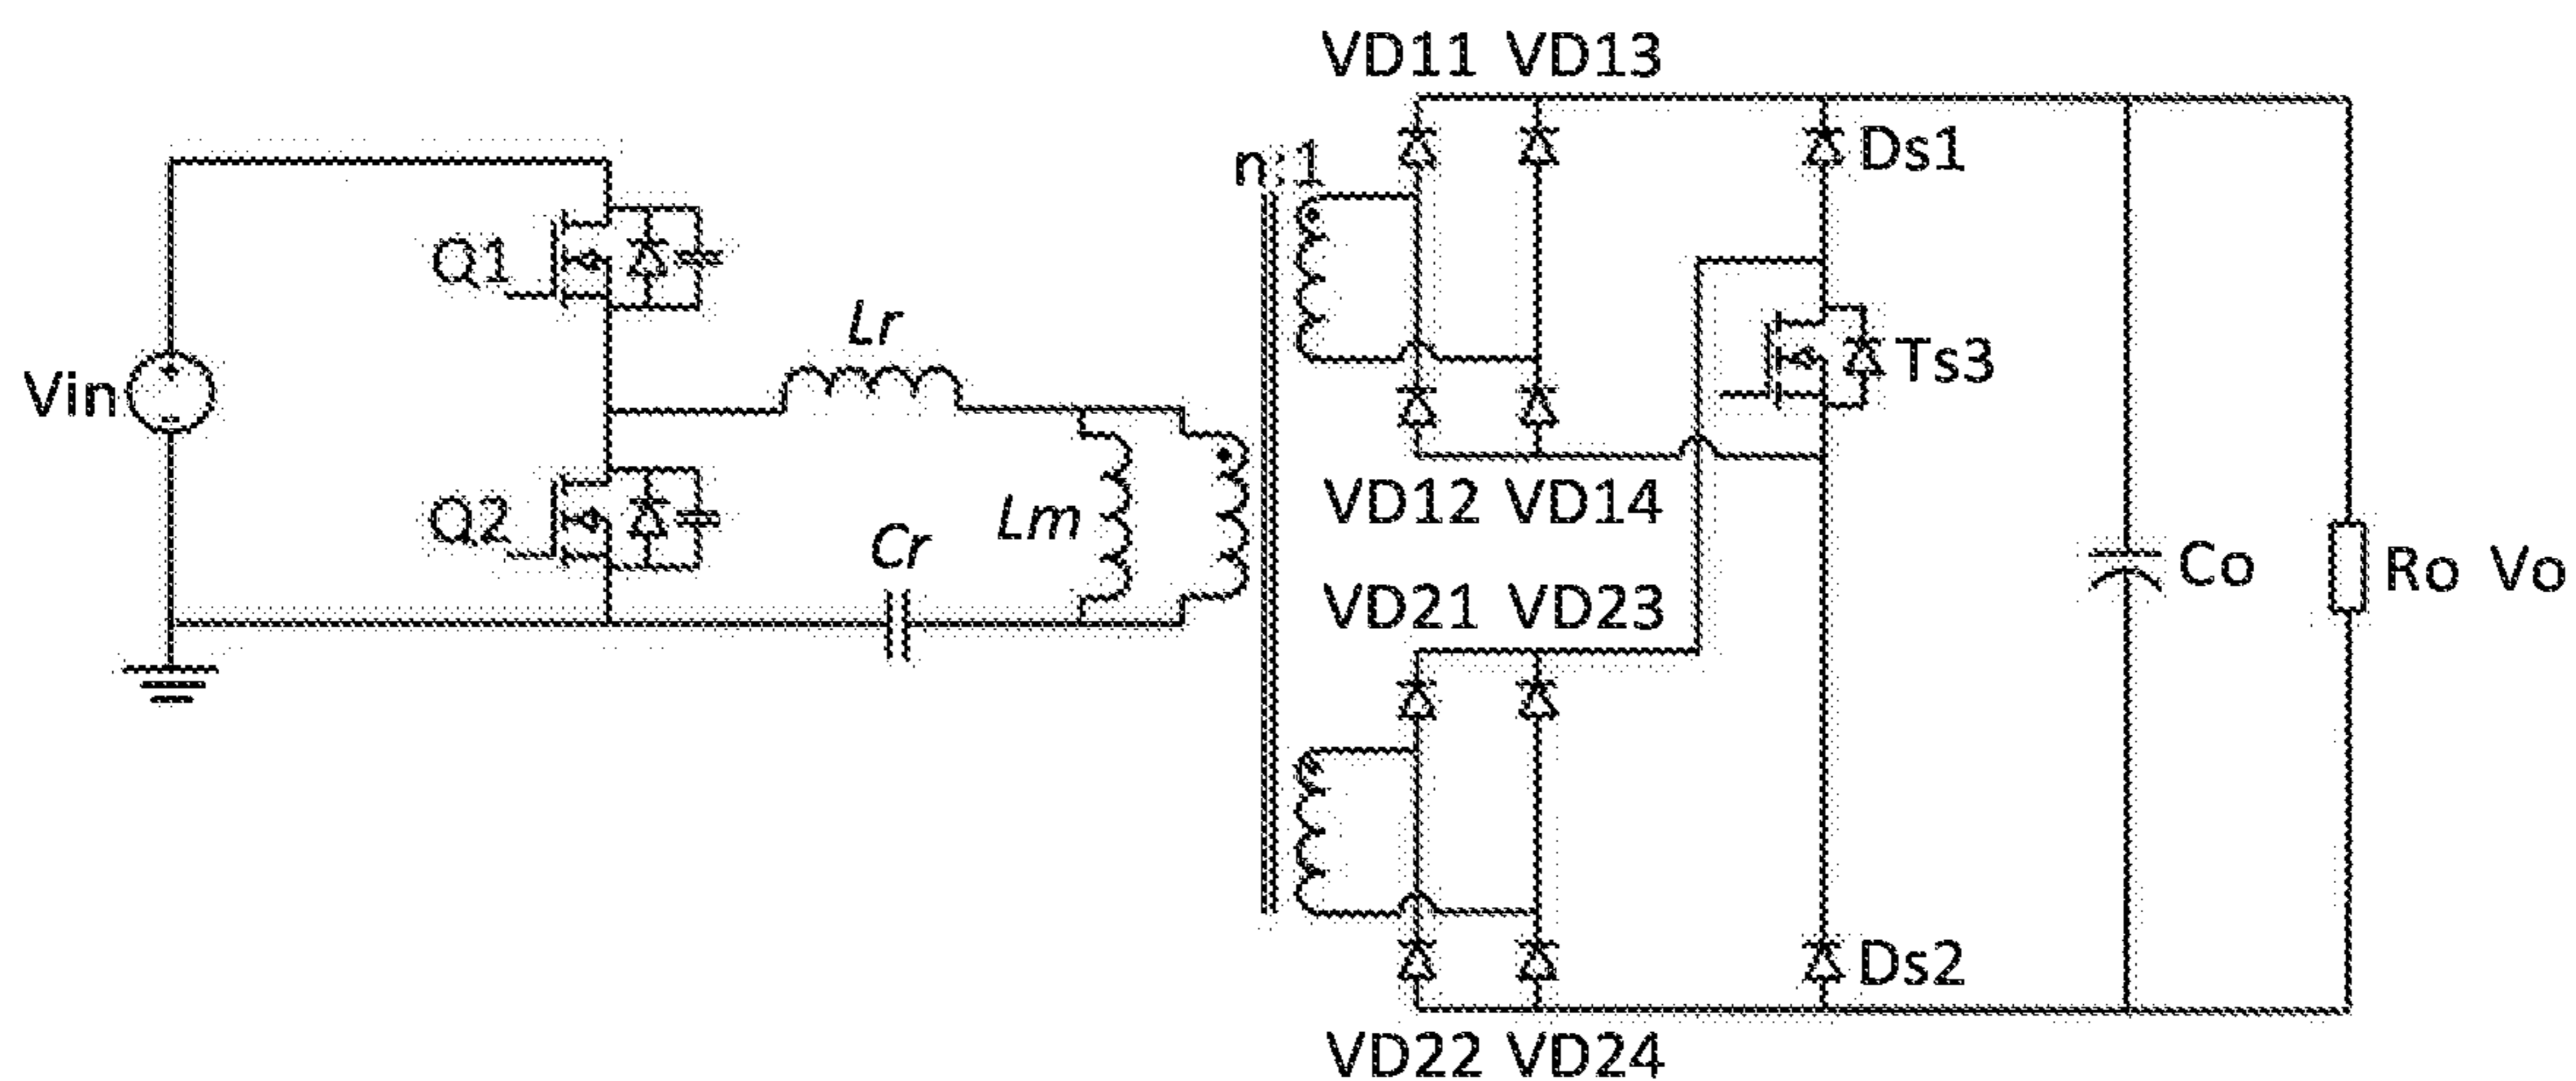 VD11 VD13
Ds1
n:1
Q1
Lr
Ts3
Vin
VD12 VD14
Q2
Lm
Cr
Co
Ro Vo
VD21 VD23
Ds2
VD22 VD24